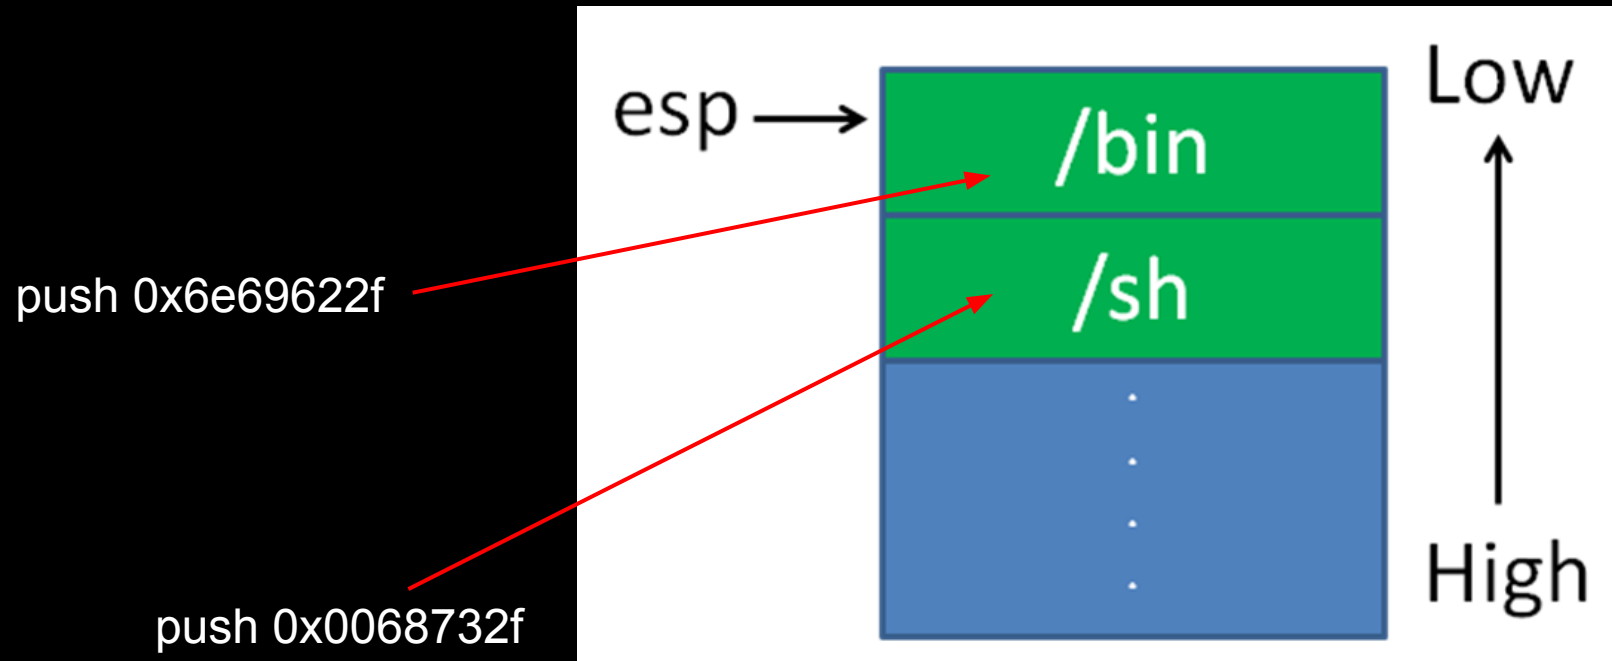 push 0x6e69622f
push 0x0068732f
esp
/bin
/sh
Low
High